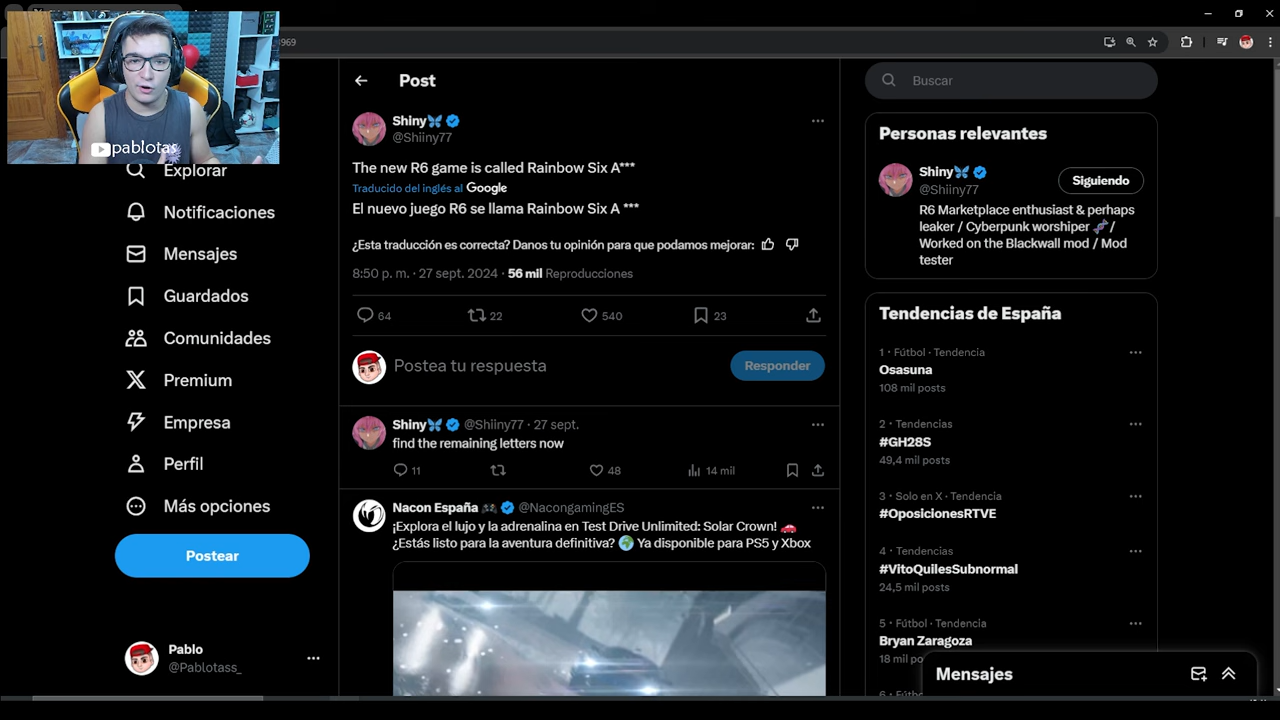 1969
pablotas
Explorar
Notificaciones
Mensajes
Guardados
Comunidades
Premium
Empresa
Perfil
Más opciones
Postear
Pablo
@Pablotass_
Post
Shiny
@Shiiny77
The new R6 game is called Rainbow Six A***
Traducido del inglés al Google
El nuevo juego R6 se llama Rainbow Six A ***
¿Esta traducción es correcta? Danos tu opinión para que podamos mejorar:
8:50 p. m. · 27 sept. 2024 · 56 mil Reproducciones
64 22 540 23
Postea tu respuesta
Responder
Shiny @Shiiny77 · 27 sept.
find the remaining letters now
11 48 14 mil
Nacon España @NacongamingES
¡Explora el lujo y la adrenalina en Test Drive Unlimited: Solar Crown!
¿Estás listo para la aventura definitiva? Ya disponible para PS5 y Xbox
Buscar
Personas relevantes
Shiny
@Shiiny77
Siguiendo
R6 Marketplace enthusiast & perhaps
leaker / Cyberpunk worshiper /
Worked on the Blackwall mod / Mod
tester
Tendencias de España
1 · Fútbol · Tendencia
Osasuna
108 mil posts
2 · Tendencias
#GH28S
49,4 mil posts
3 · Solo en X · Tendencia
#OposicionesRTVE
4 · Tendencias
#VitoQuilesSubnormal
24,5 mil posts
5 · Fútbol · Tendencia
Bryan Zaragoza
18 mil
Mensajes